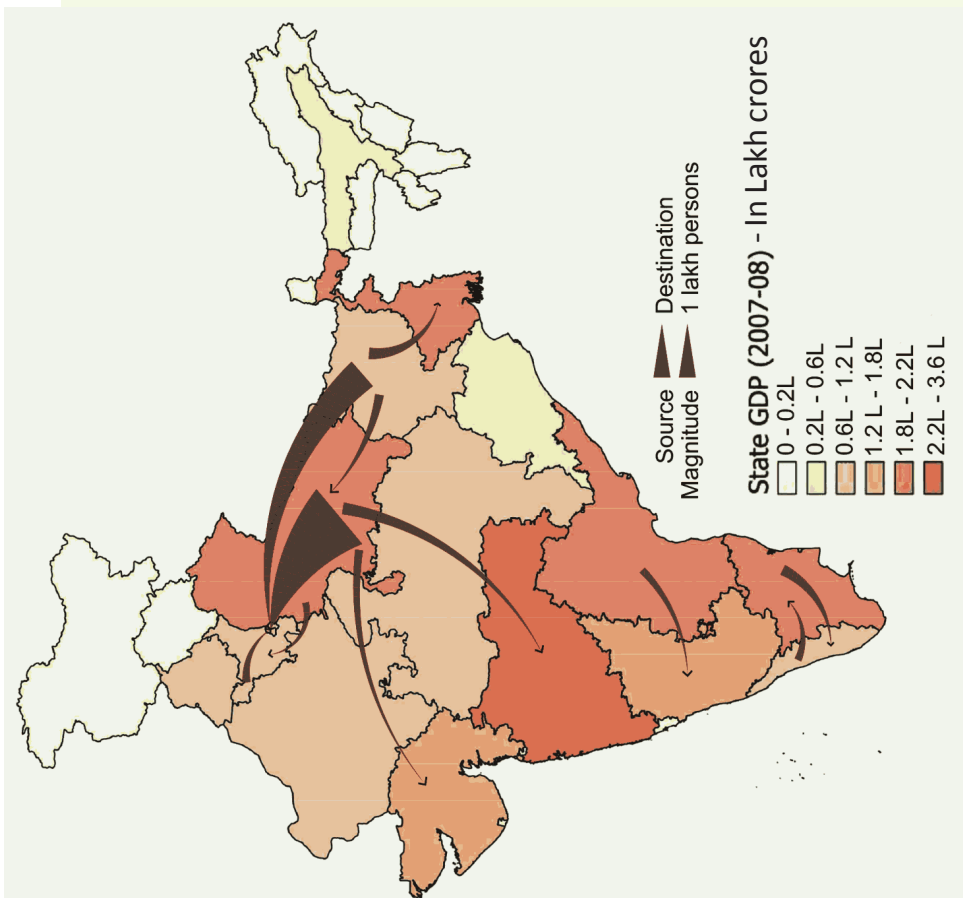 Source Destination
Magnitude 1 lakh persons
State GDP (2007-08) - In Lakh crores
0 - 0.2L
0.2L - 0.6L
0.6L - 1.2 L
1.2 L - 1.8L
1.8L - 2.2L
2.2L - 3.6 L